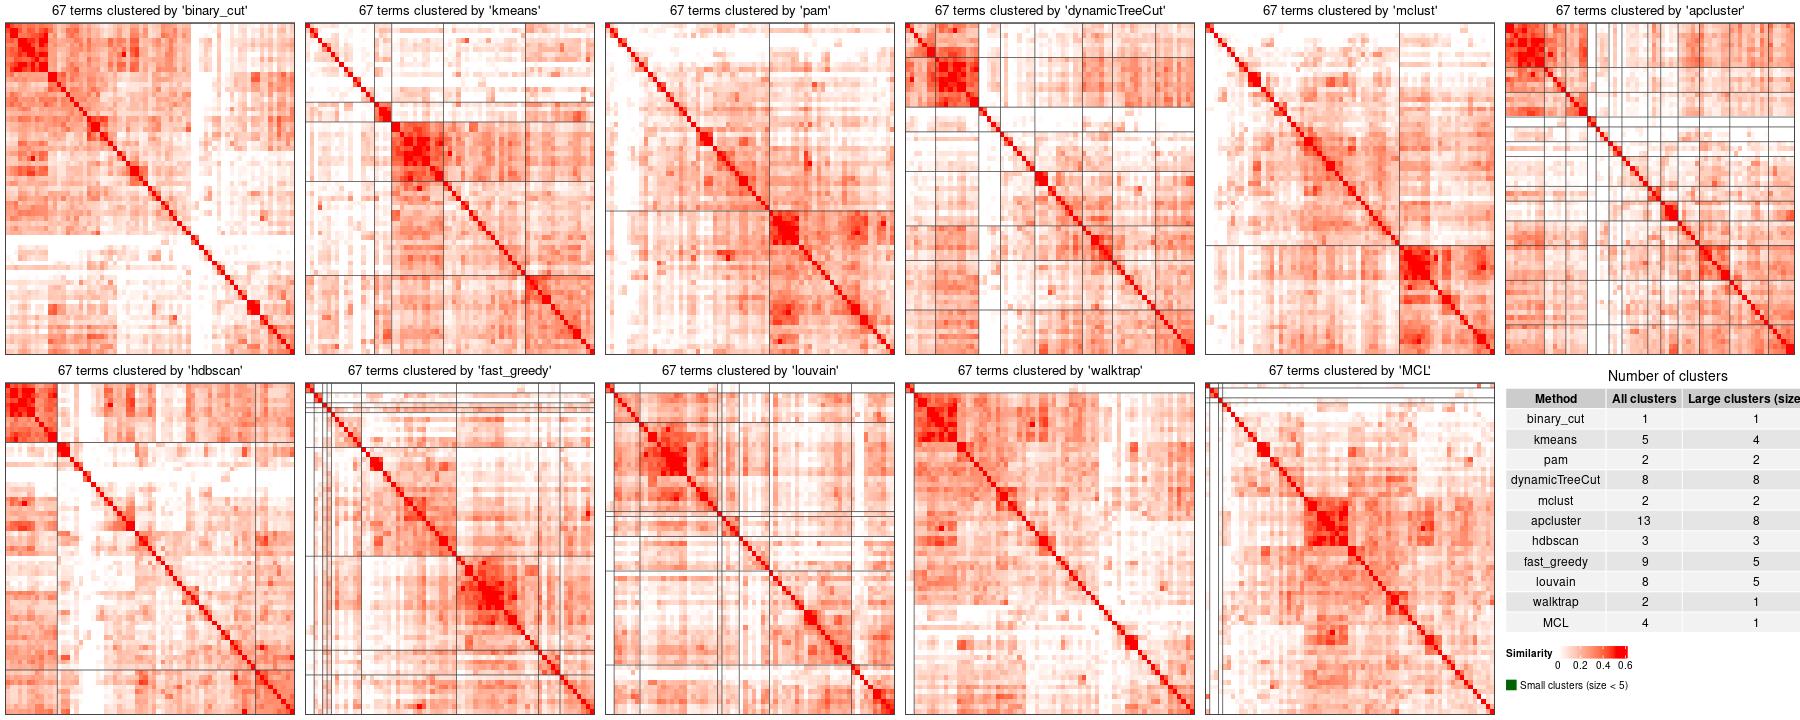 67 terms clustered by 'binary_cut'
67 terms clustered by 'kmeans'
67 terms clustered by 'pam'
67 terms clustered by 'dynamicTreeCut'
67 terms clustered by 'mclust'
67 terms clustered by 'apcluster'
67 terms clustered by 'hdbscan'
67 terms clustered by 'fast_greedy'
67 terms clustered by 'louvain'
67 terms clustered by 'walktrap'
67 terms clustered by 'MCL'
Number of clusters
Method All clusters Large clusters (size
binary_cut 1 1
kmeans 5 4
pam 2 2
dynamicTreeCut 8 8
mclust 2 2
apcluster 13 8
hdbscan 3 3
fast_greedy 9 5
louvain 8 5
walktrap 2 1
MCL 4 1
Similarity
0 0.2 0.4 0.6
Small clusters (size < 5)